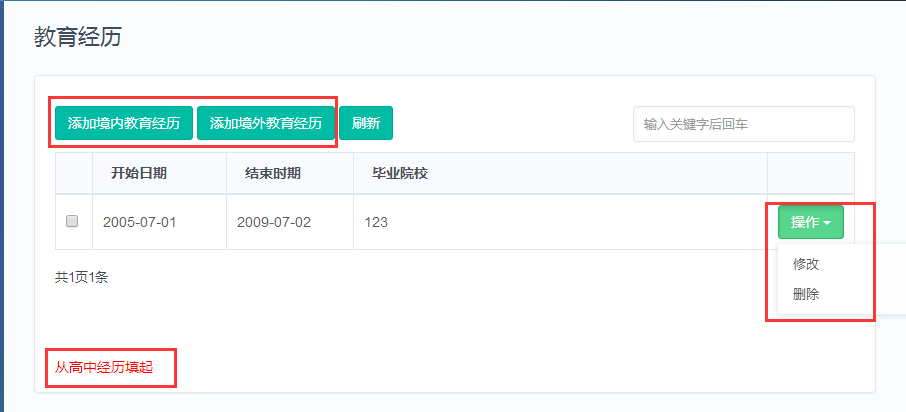 教育经历
添加境内教育经历 添加境外教育经历 刷新 输入关键字后回车
开始日期 结束时期 毕业院校
2005-07-01 2009-07-02 123 操作
修改
删除
共1页1条
从高中经历填起